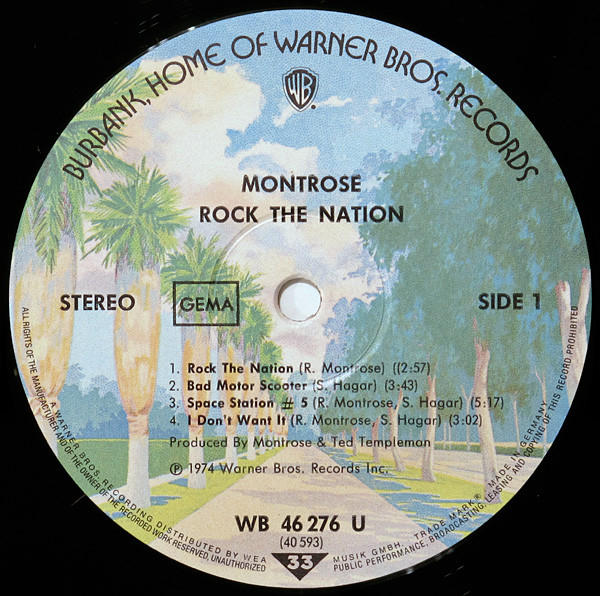 BURBANK, HOME OF WARNER BROS. RECORDS
WB
MONTROSE
ROCK THE NATION
STEREO
GEMA
SIDE 1
1. Rock The Nation (R. Montrose) ((2:57)
2. Bad Motor Scooter (S. Hagar) (3:43)
3. Space Station # 5 (R. Montrose, S. Hagar) (5:17)
4. I Don't Want It (R. Montrose, S. Hagar) (3:02)
Produced By Montrose & Ted Templeman
℗ 1974 Warner Bros. Records Inc.
WB 46 276 U
(40 593)
33
A WARNER BROS. RECORDING DISTRIBUTED BY WEA MUSIK GMBH. TRADE MARK® MADE IN GERMANY
ALL RIGHTS OF THE MANUFACTURER AND OF THE OWNER OF THE RECORDED WORK RESERVED, UNAUTHORIZED PUBLIC PERFORMANCE, BROADCASTING, LEASING AND COPYING OF THIS RECORD PROHIBITED